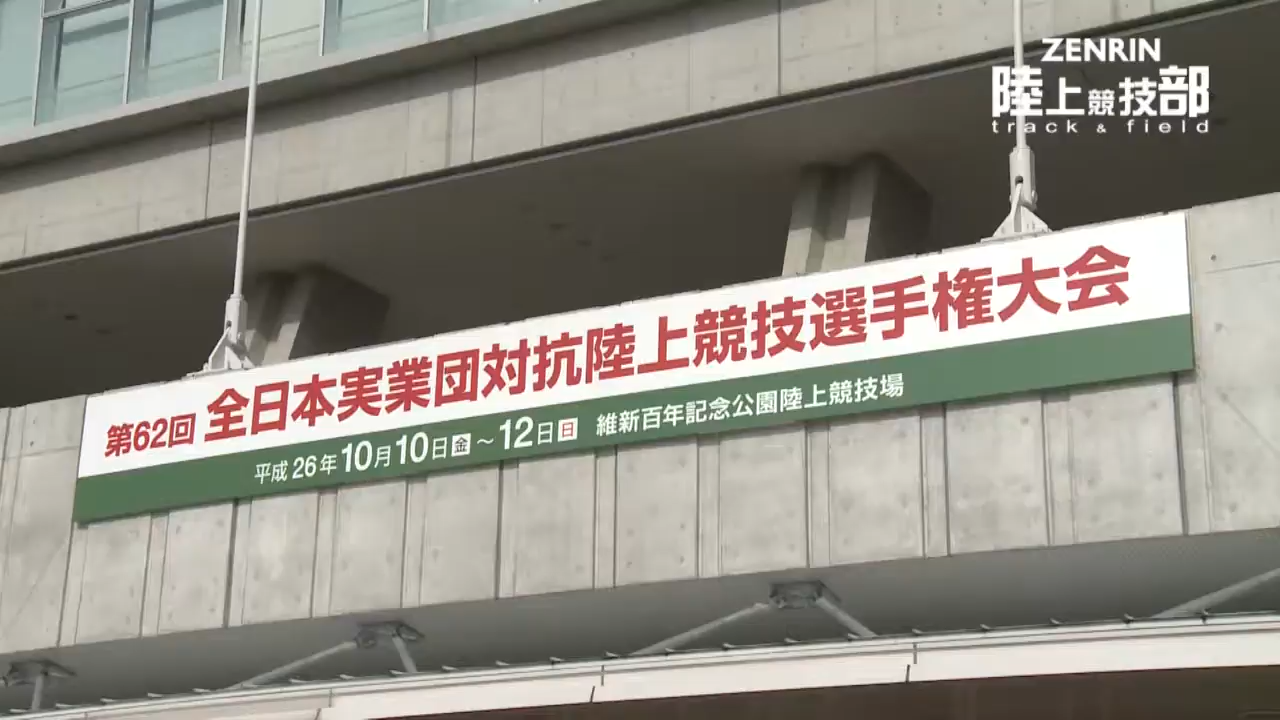 ZENRIN
陸上競技部
track & field
第62回 全日本実業団対抗陸上競技選手権大会
平成26年10月10日金～12日日 維新百年記念公園陸上競技場